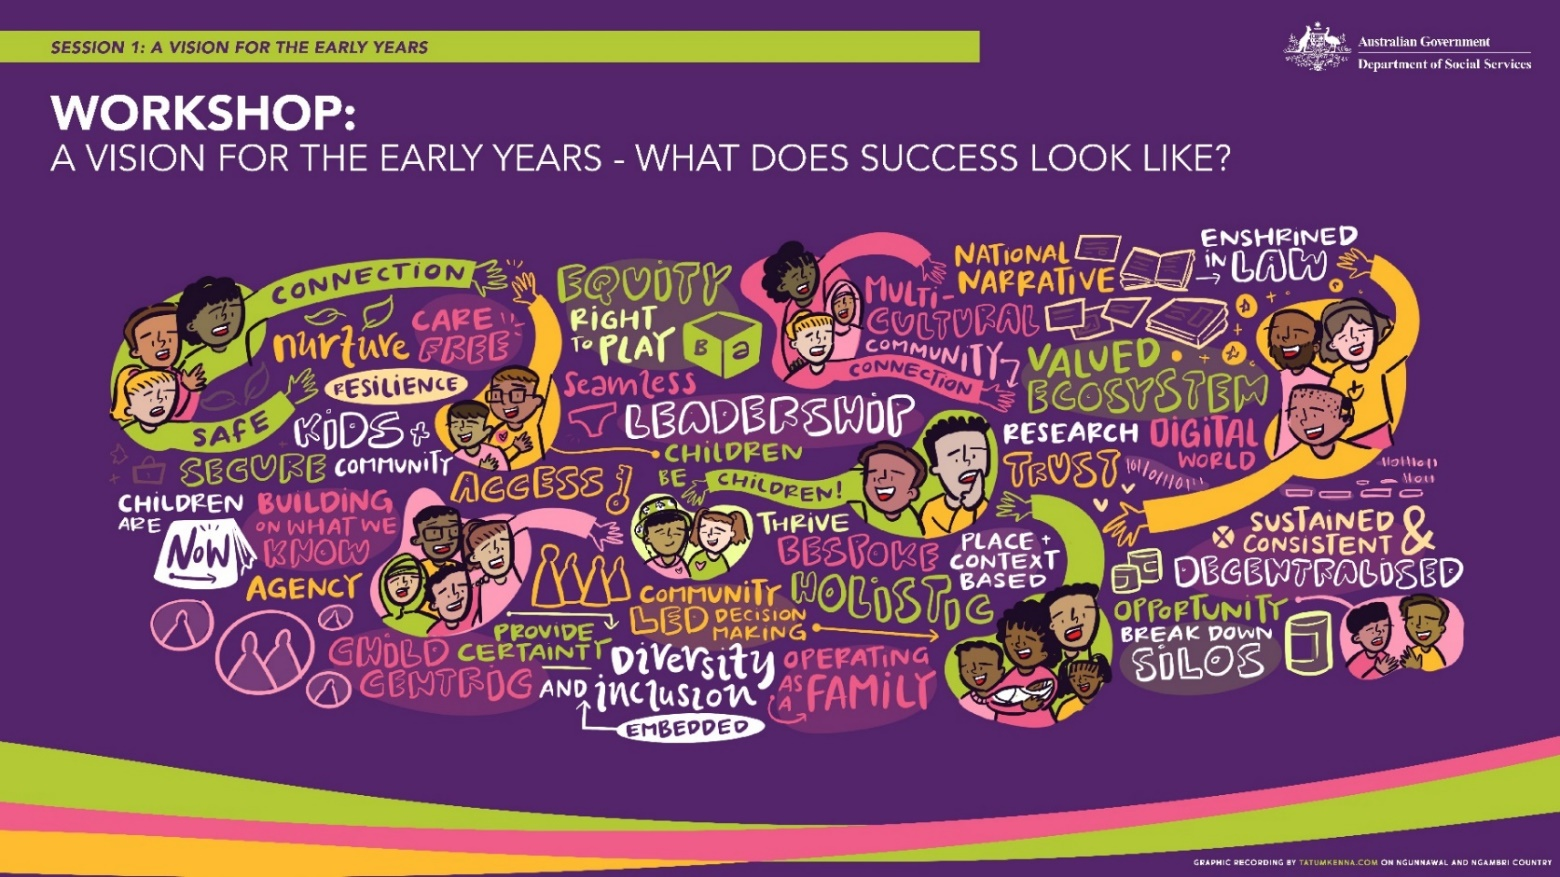 SESSION 1: A VISION FOR THE EARLY YEARS
Australian Government
Department of Social Services
WORKSHOP:
A VISION FOR THE EARLY YEARS - WHAT DOES SUCCESS LOOK LIKE?
CONNECTION
nurture
CARE
FREE
RESILIENCE
SAFE
KIDS +
COMMUNITY
SECURE
EQUITY
RIGHT
TO PLAY
B a
Seamless
LEADERSHIP
MULTI-
CULTURAL
COMMUNITY
CONNECTION
NATIONAL
NARRATIVE
ENSHRINED
IN LAW
VALUED
ECOSYSTEM
RESEARCH
DIGITAL
WORLD
TRUST
CHILDREN
BE
CHILDREN!
ACCESS
CHILDREN
ARE
NOW
BUILDING
ON WHAT WE
KNOW
AGENCY
THRIVE
BESPOKE
HOLISTIC
PLACE +
CONTEXT
BASED
SUSTAINED &
CONSISTENT
DECENTRALISED
COMMUNITY
LED DECISION
MAKING
OPPORTUNITY
BREAK DOWN
SILOS
CHILD
CENTRIC
PROVIDE
CERTAINTY
DIVERSITY
AND inclusion
EMBEDDED
OPERATING
AS
A FAMILY
GRAPHIC RECORDING BY TATUMKENNA.COM ON NGUNNAWAL AND NGAMBRI COUNTRY